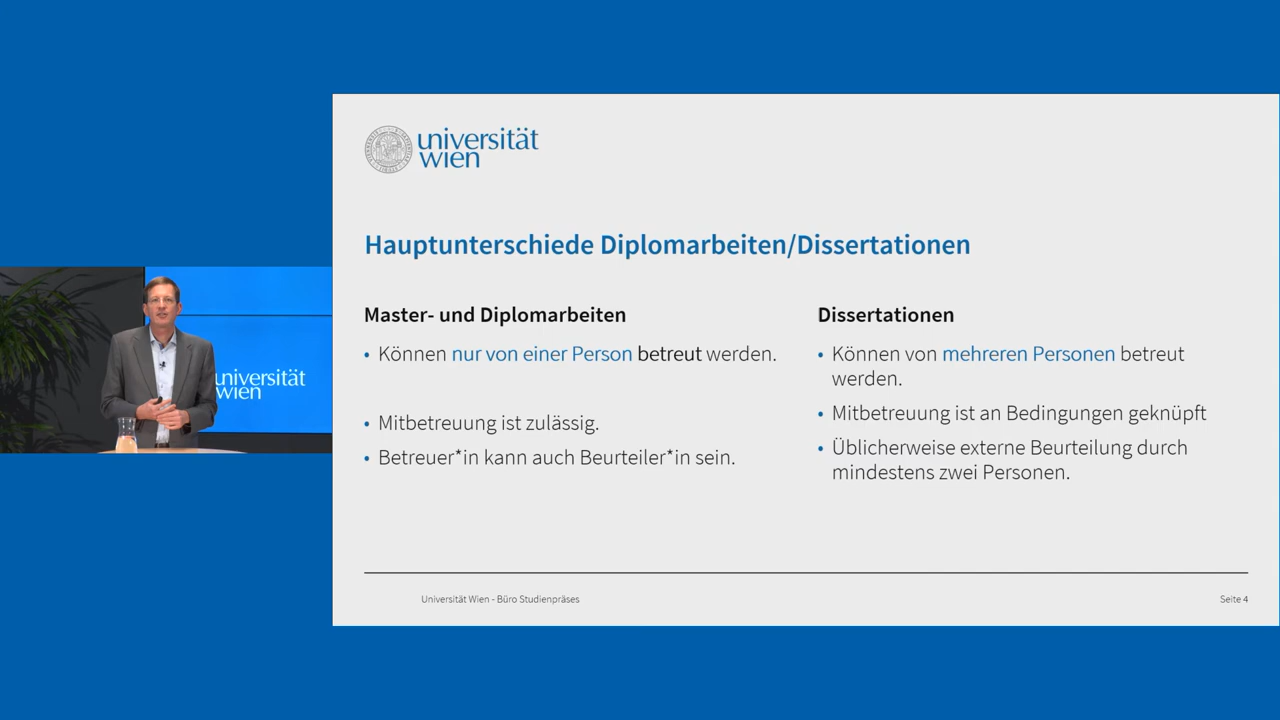 universität
wien
universität
wien
Hauptunterschiede Diplomarbeiten/Dissertationen
Master- und Diplomarbeiten
• Können nur von einer Person betreut werden.
• Mitbetreuung ist zulässig.
• Betreuer*in kann auch Beurteiler*in sein.
Dissertationen
• Können von mehreren Personen betreut
werden.
• Mitbetreuung ist an Bedingungen geknüpft
• Üblicherweise externe Beurteilung durch
mindestens zwei Personen.
Universität Wien - Büro Studienpräses
Seite 4